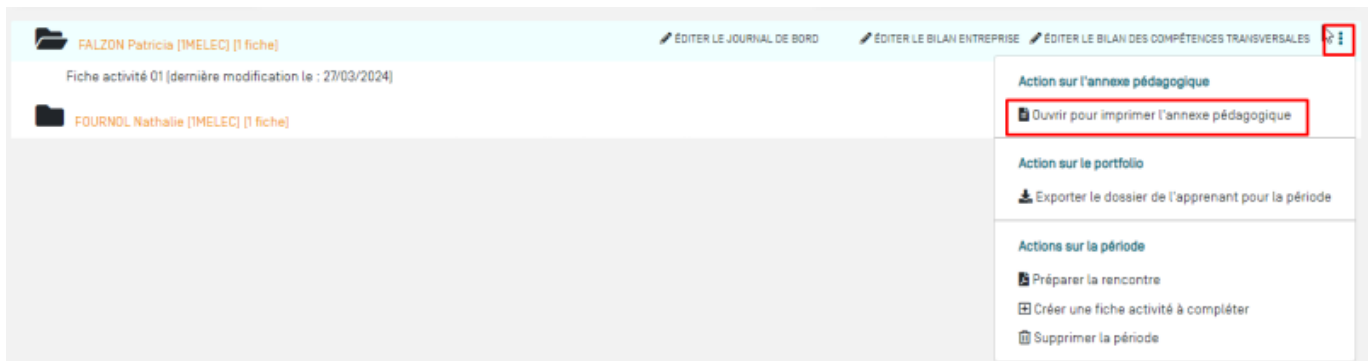 FALZON Patricia [1MELEC] [1 fiche]
ÉDITER LE JOURNAL DE BORD
ÉDITER LE BILAN ENTREPRISE
ÉDITER LE BILAN DES COMPÉTENCES TRANSVERSALES
Fiche activité 01 [dernière modification le : 27/03/2024]
FOURNOL Nathalie [1MELEC] [1 fiche]
Action sur l'annexe pédagogique
Ouvrir pour imprimer l'annexe pédagogique
Action sur le portfolio
Exporter le dossier de l'apprenant pour la période
Actions sur la période
Préparer la rencontre
Créer une fiche activité à compléter
Supprimer la période